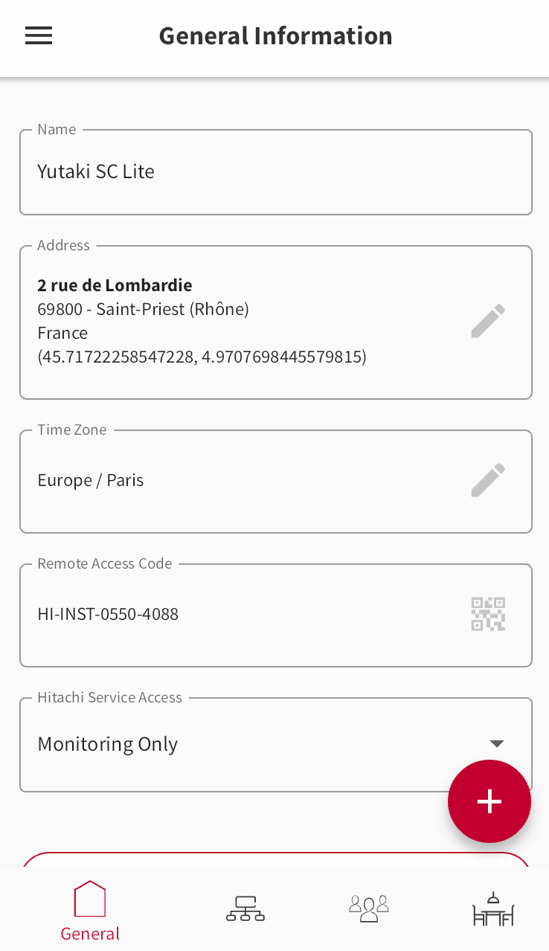 General Information
Name
Yutaki SC Lite
Address
2 rue de Lombardie
69800 - Saint-Priest (Rhône)
France
(45.71722258547228, 4.9707698445579815)
Time Zone
Europe / Paris
Remote Access Code
HI-INST-0550-4088
Hitachi Service Access
Monitoring Only
General